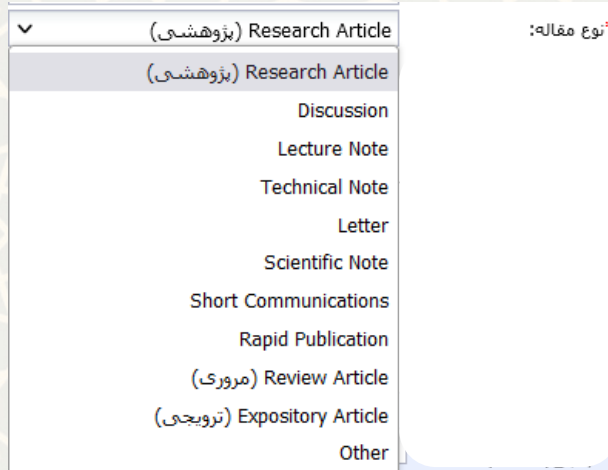 *نوع مقاله:
Research Article (پژوهشی)
Research Article (پژوهشی)
Discussion
Lecture Note
Technical Note
Letter
Scientific Note
Short Communications
Rapid Publication
Review Article (مروری)
Expository Article (ترویجی)
Other